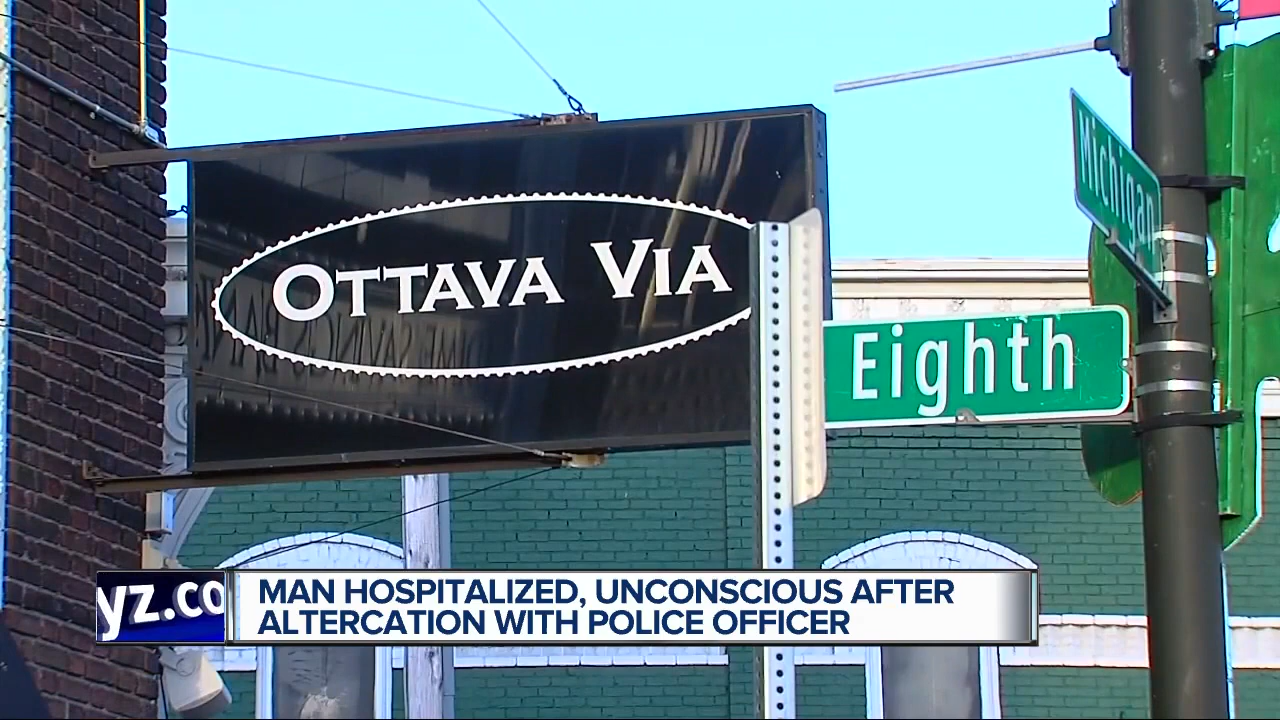 OTTAVA VIA
Michigan
Eighth
yz.co
MAN HOSPITALIZED, UNCONSCIOUS AFTER
ALTERCATION WITH POLICE OFFICER